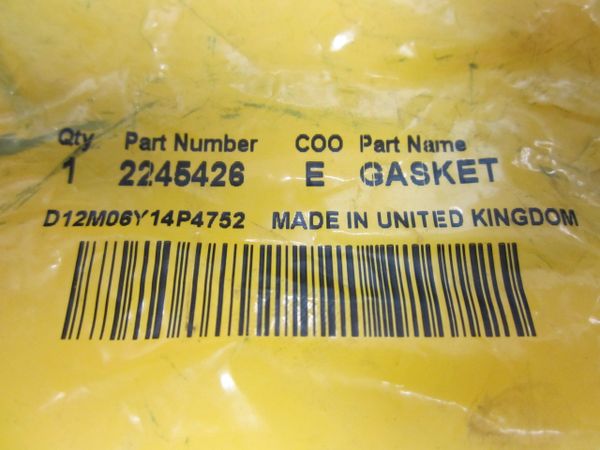 Qty Part Number COO Part Name
1 2245426 E GASKET
D12M06Y14P4752 MADE IN UNITED KINGDOM